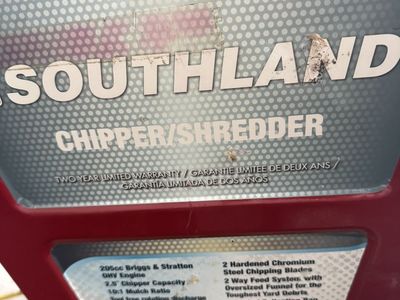 SOUTHLAND
CHIPPER/SHREDDER
TWO YEAR LIMITED WARRANTY / GARANTIE LIMITEE DE DEUX ANS /
GARANTÍA LIMITADA DE DOS AÑOS
205cc Briggs & Stratton
OHV Engine
2.5" Chipper Capacity
10:1 Mulch Ratio
discharge
2 Hardened Chromium
Steel Chipping Blades
2 Way Feed System with
Oversized Funnel for the
Toughest Yard Debris